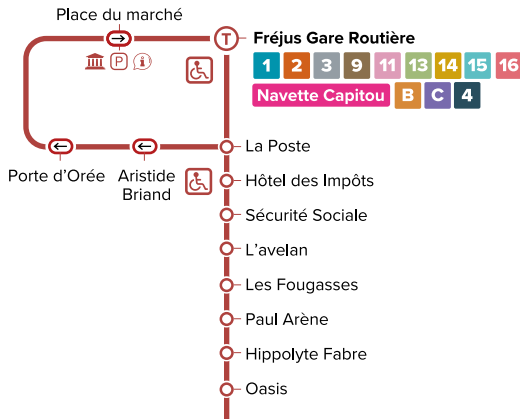 Place du marché
T
Fréjus Gare Routière
P
i
1 2 3 9 11 13 14 15 16
Navette Capitou B C 4
La Poste
Porte d'Orée
Aristide
Briand
Hôtel des Impôts
Sécurité Sociale
L'avelan
Les Fougasses
Paul Arène
Hippolyte Fabre
Oasis